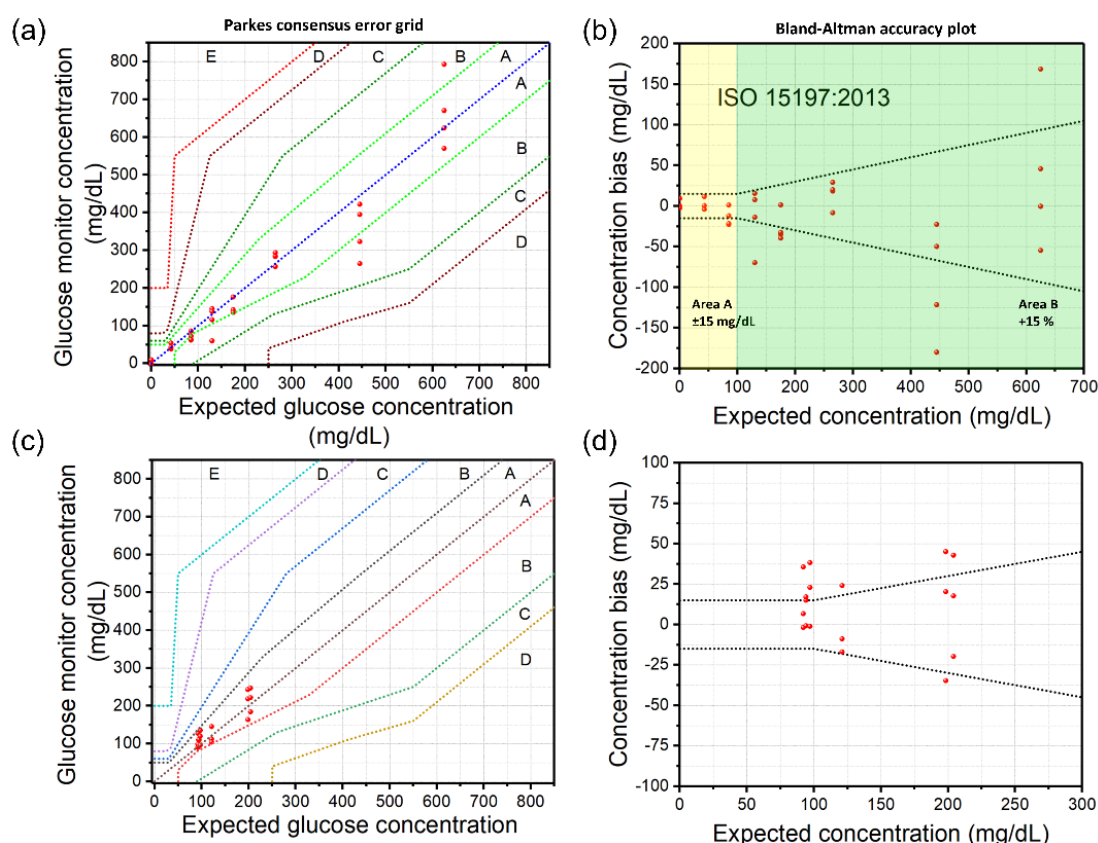 (a)
Parkes consensus error grid
Glucose monitor concentration
(mg/dL)
800
700
600
500
400
300
200
100
0
E
D
C
B
A
A
B
C
D
0 100 200 300 400 500 600 700 800
Expected glucose concentration
(mg/dL)
(b)
Bland-Altman accuracy plot
Concentration bias (mg/dL)
200
150
100
50
0
-50
-100
-150
-200
ISO 15197:2013
Area A
±15 mg/dL
Area B
+15 %
0 100 200 300 400 500 600 700
Expected concentration (mg/dL)
(c)
Glucose monitor concentration
(mg/dL)
800
700
600
500
400
300
200
100
0
E
D
C
B
A
A
B
C
D
0 100 200 300 400 500 600 700 800
Expected glucose concentration
(d)
Concentration bias (mg/dL)
100
75
50
25
0
-25
-50
-75
-100
0 50 100 150 200 250 300
Expected concentration (mg/dL)